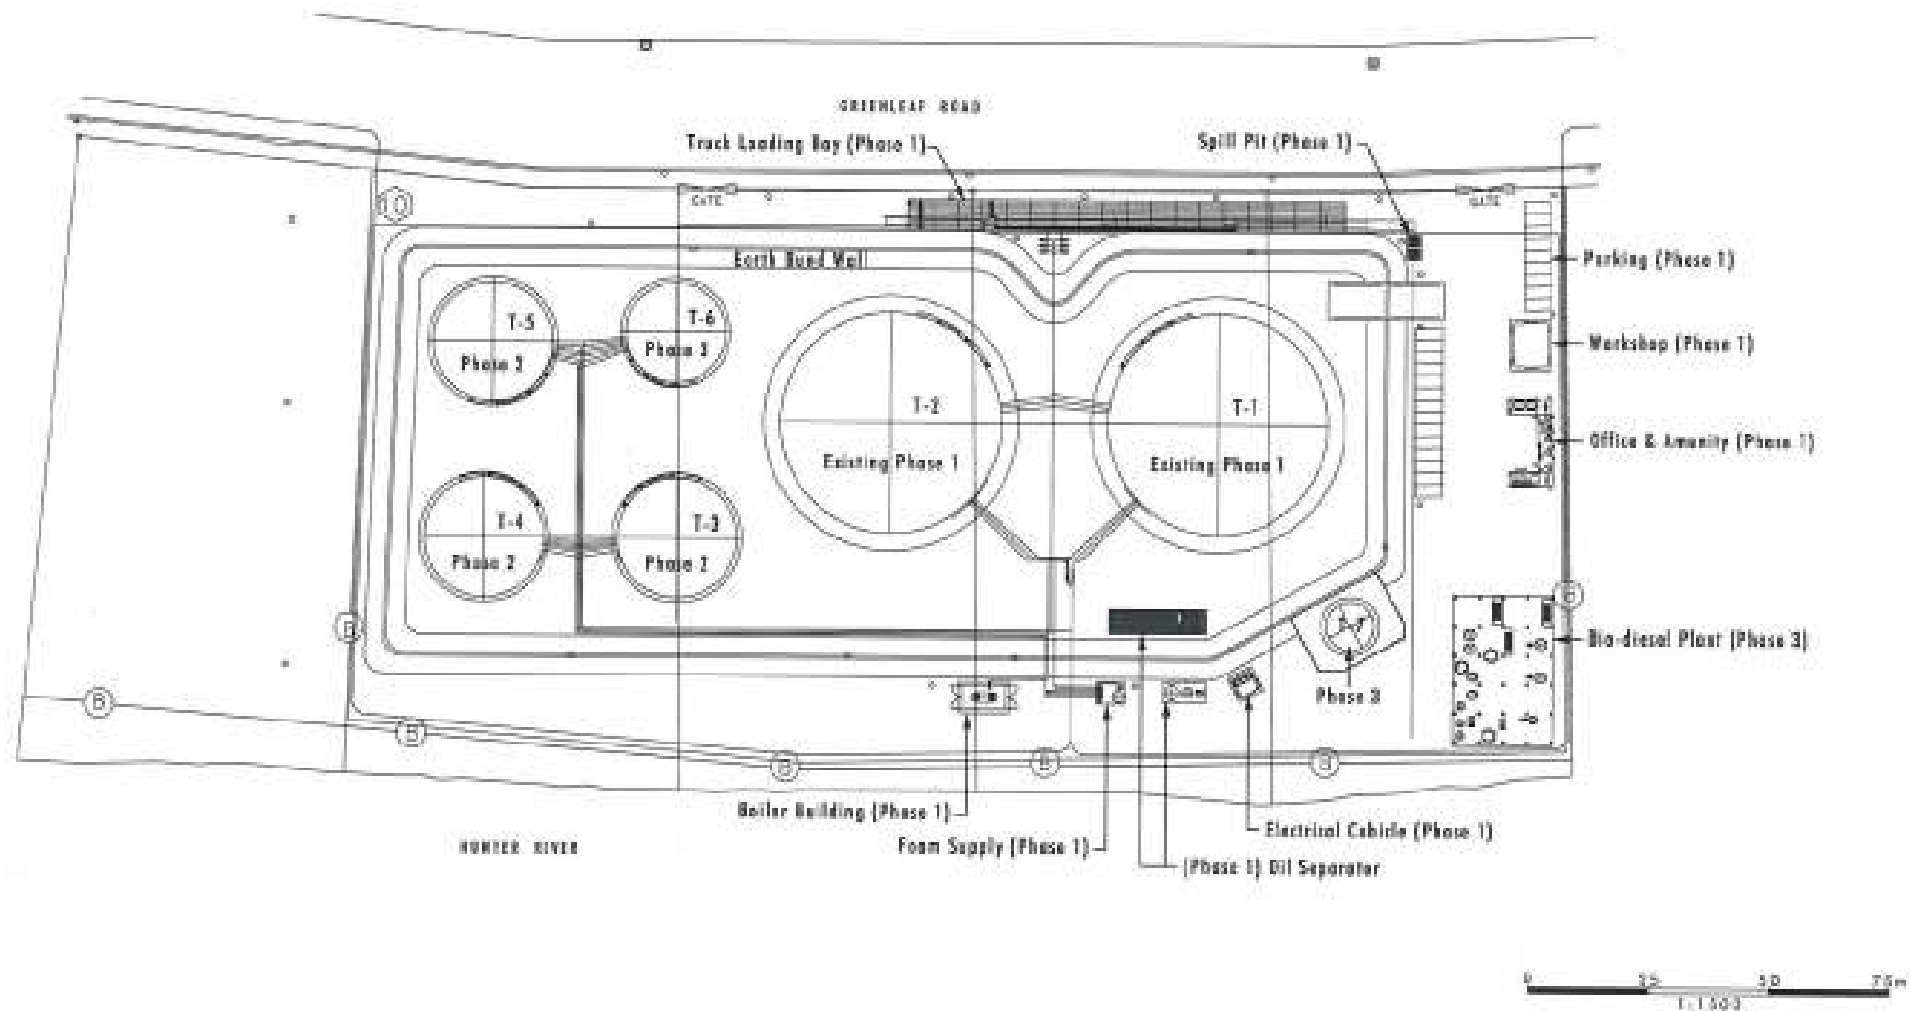 GREENLEAF ROAD
Truck Loading Bay (Phase 1)
Spill Pit (Phase 1)
GATE
GATE
10
Earth Bund Wall
Parking (Phase 1)
T-5
Phase 2
T-6
Phase 3
Workshop (Phase 1)
T-2
Existing Phase 1
T-1
Existing Phase 1
Office & Amunity (Phase 1)
T-4
Phase 2
T-3
Phase 2
B
B
T-7
Bio-diesel Plant (Phase 3)
Phase 3
B
B
B
B
B
Boiler Building (Phase 1)
Electrical Cubicle (Phase 1)
HUNTER RIVER
Foam Supply (Phase 1)
(Phase 1) Oil Separator
0 25 50 75m
1:1500